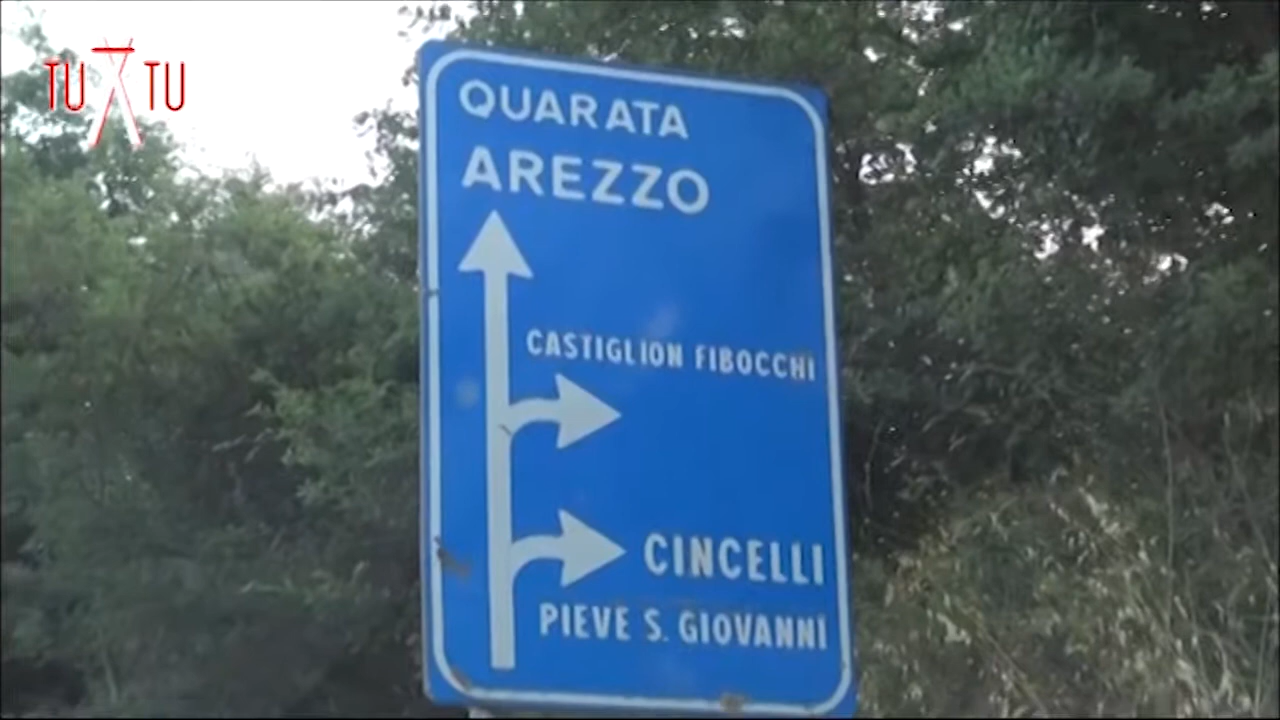 TU X TU
QUARATA
AREZZO
CASTIGLION FIBOCCHI
CINCELLI
PIEVE S. GIOVANNI